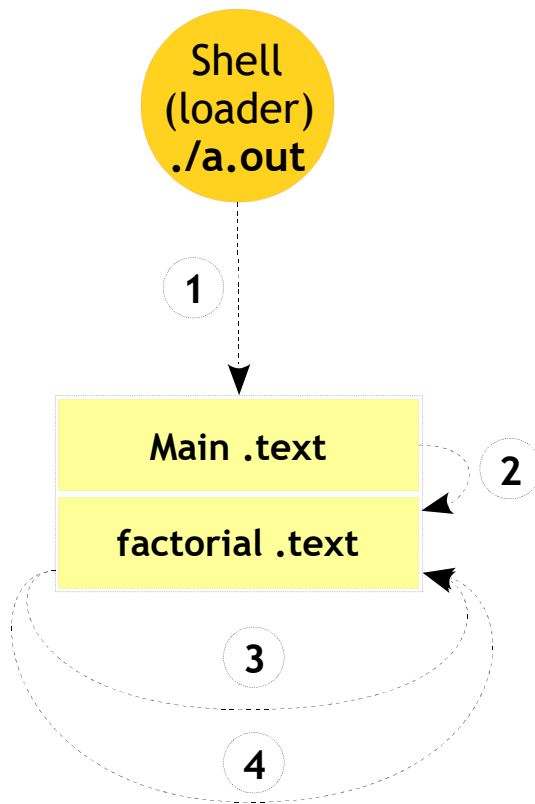 Shell
(loader)
./a.out
1
Main .text
2
factorial .text
3
4